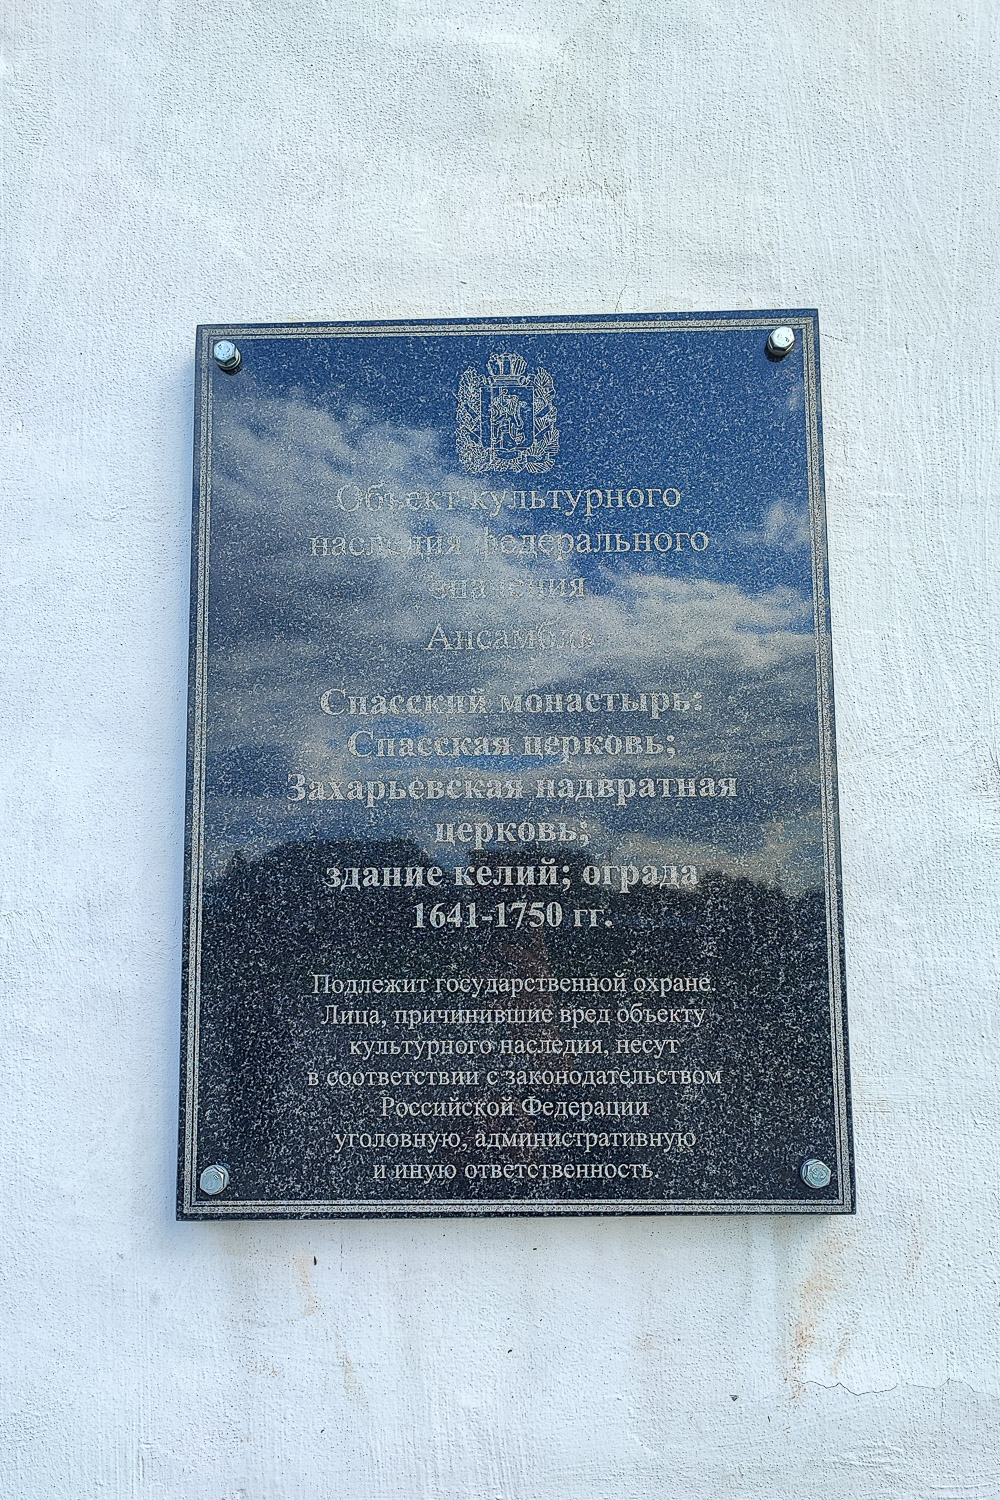 Объект культурного
наследия федерального
значения
Ансамбль
Спасский монастырь:
Спасская церковь;
Захарьевская надвратная
церковь;
здание келий; ограда
1641-1750 гг.
Подлежит государственной охране.
Лица, причинившие вред объекту
культурного наследия, несут
в соответствии с законодательством
Российской Федерации
уголовную, административную
и иную ответственность.